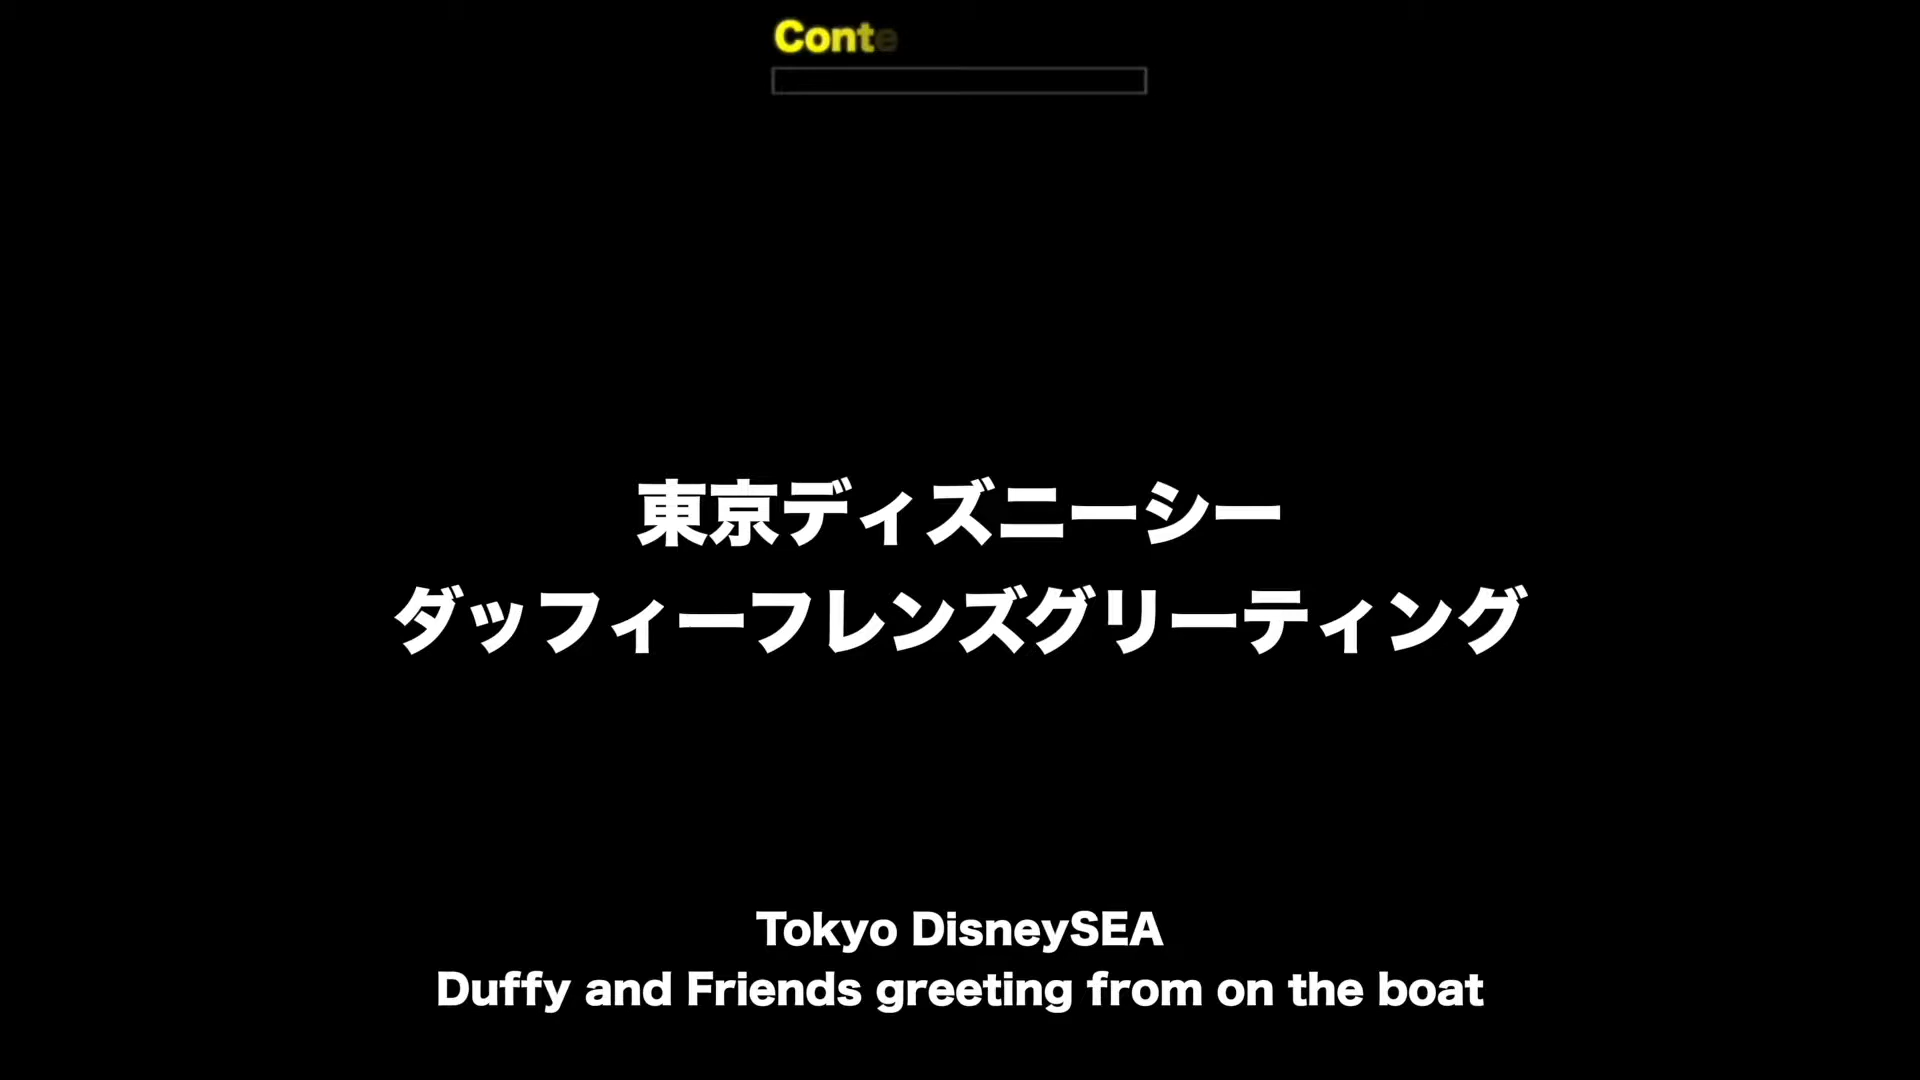 Conte
東京ディズニーシー
ダッフィーフレンズグリーティング
Tokyo DisneySEA
Duffy and Friends greeting from on the boat